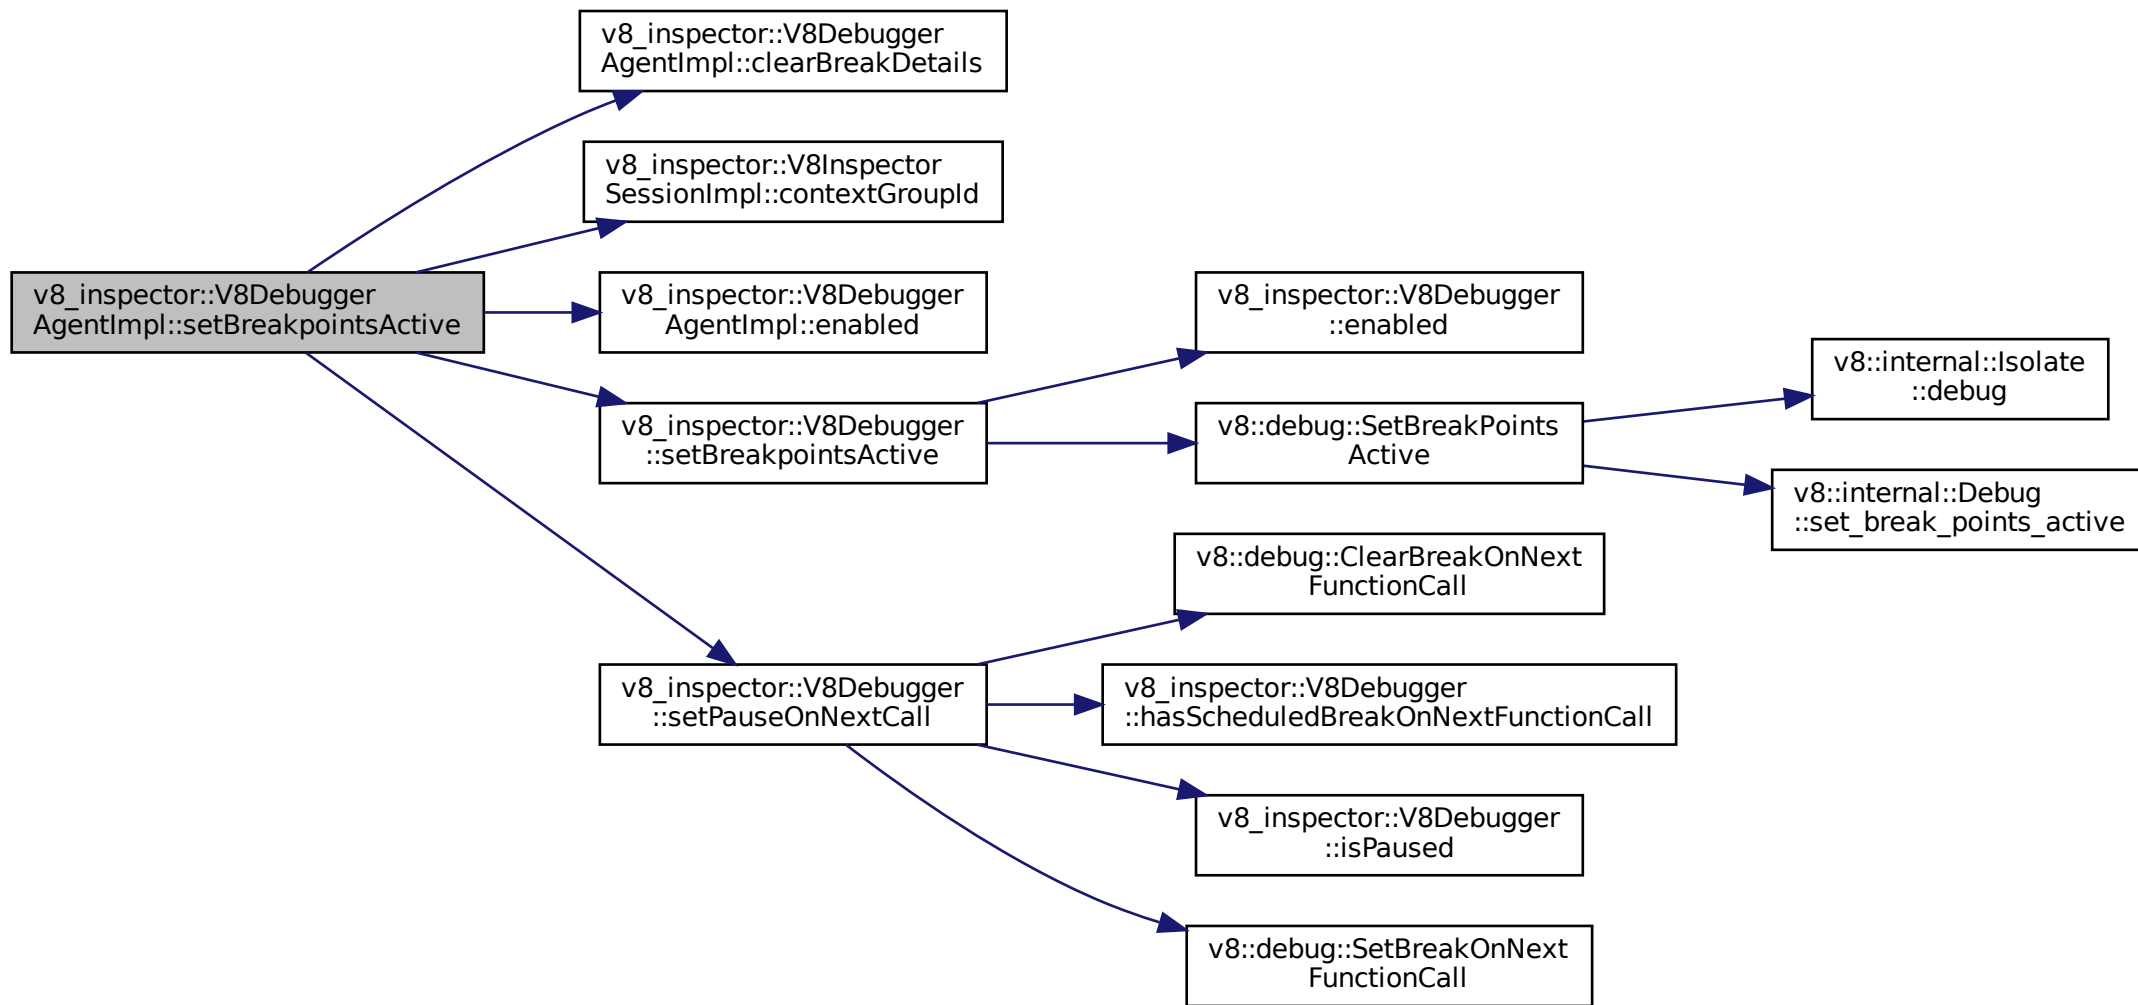 v8_inspector::V8Debugger
AgentImpl::clearBreakDetails
v8_inspector::V8Inspector
SessionImpl::contextGroupId
v8_inspector::V8Debugger
AgentImpl::setBreakpointsActive
v8_inspector::V8Debugger
AgentImpl::enabled
v8_inspector::V8Debugger
::enabled
v8::internal::Isolate
::debug
v8_inspector::V8Debugger
::setBreakpointsActive
v8::debug::SetBreakPoints
Active
v8::internal::Debug
::set_break_points_active
v8::debug::ClearBreakOnNext
FunctionCall
v8_inspector::V8Debugger
::setPauseOnNextCall
v8_inspector::V8Debugger
::hasScheduledBreakOnNextFunctionCall
v8_inspector::V8Debugger
::isPaused
v8::debug::SetBreakOnNext
FunctionCall